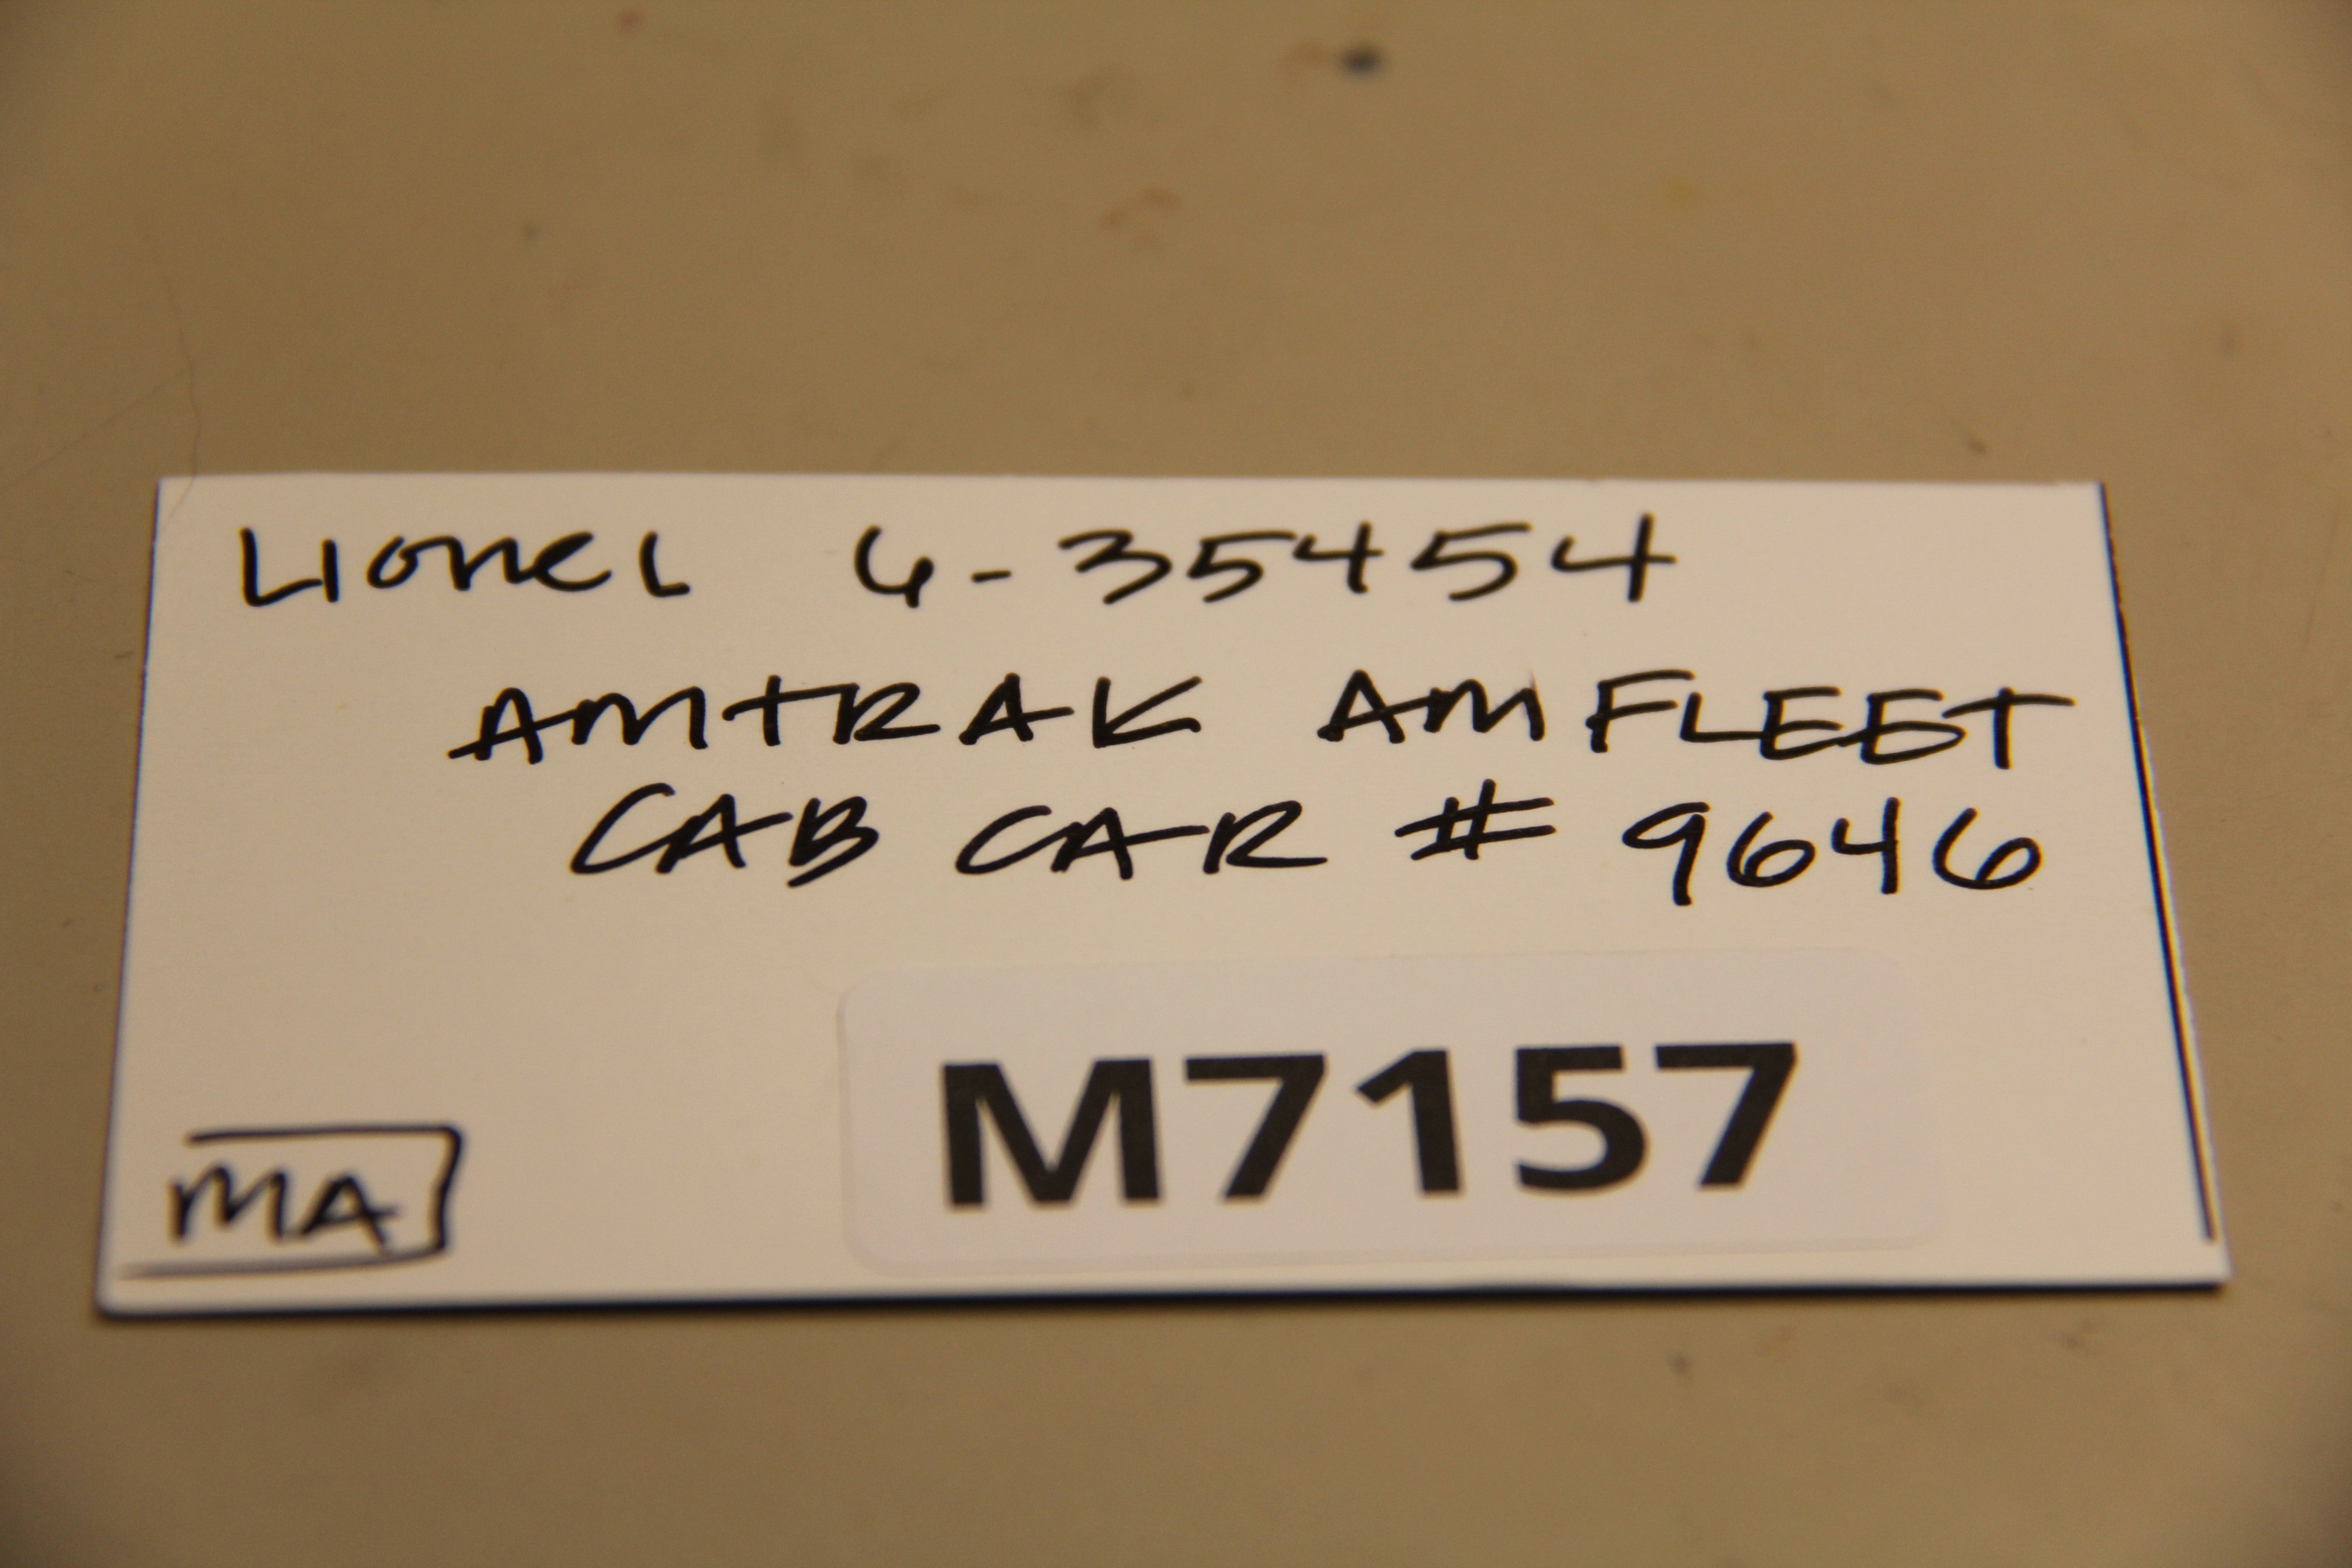 Lionel 6-35454
AMTRAK AMFLEET
CAB CAR # 9646
M7157
MA